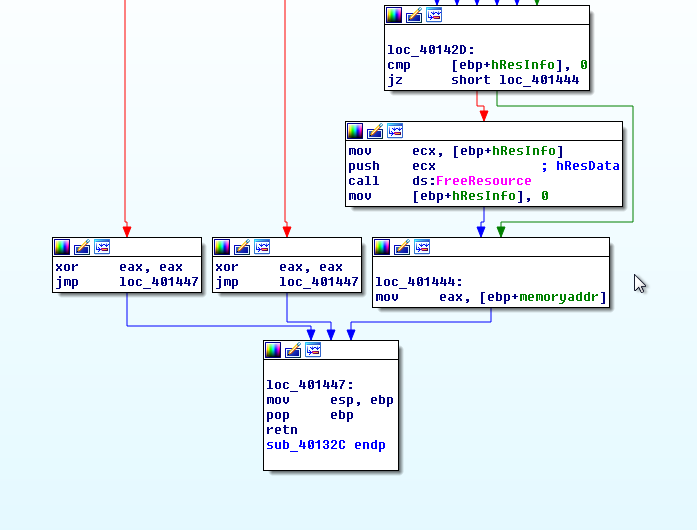 loc_40142D:
cmp [ebp+hResInfo], 0
jz short loc_401444
mov ecx, [ebp+hResInfo]
push ecx ; hResData
call ds:FreeResource
mov [ebp+hResInfo], 0
xor eax, eax
jmp loc_401447
xor eax, eax
jmp loc_401447
loc_401444:
mov eax, [ebp+memoryaddr]
loc_401447:
mov esp, ebp
pop ebp
retn
sub_40132C endp